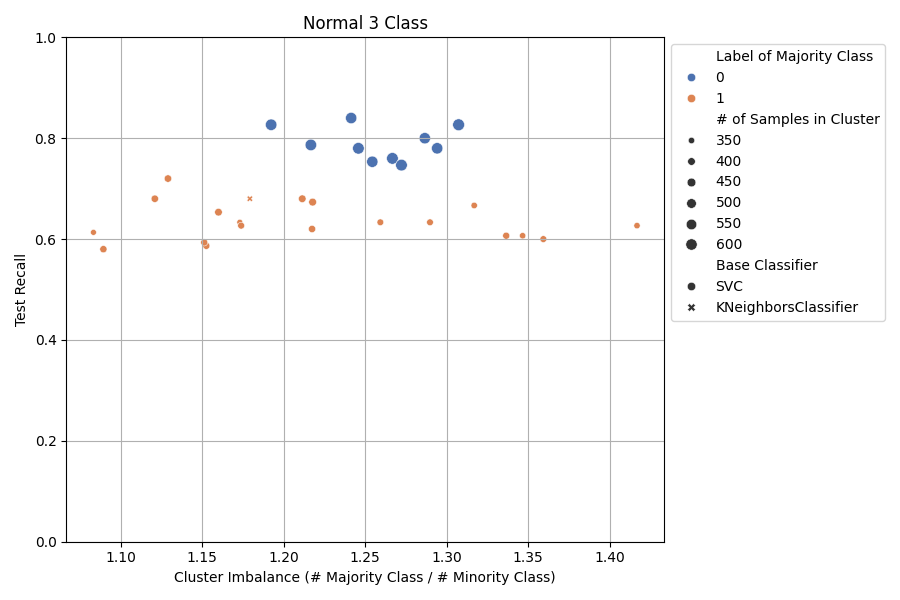 Normal 3 Class
1.0
0.8
0.6
0.4
0.2
0.0
Test Recall
1.10
1.15
1.20
1.25
1.30
1.35
1.40
Cluster Imbalance (# Majority Class / # Minority Class)
Label of Majority Class
0
1
# of Samples in Cluster
350
400
450
500
550
600
Base Classifier
SVC
KNeighborsClassifier